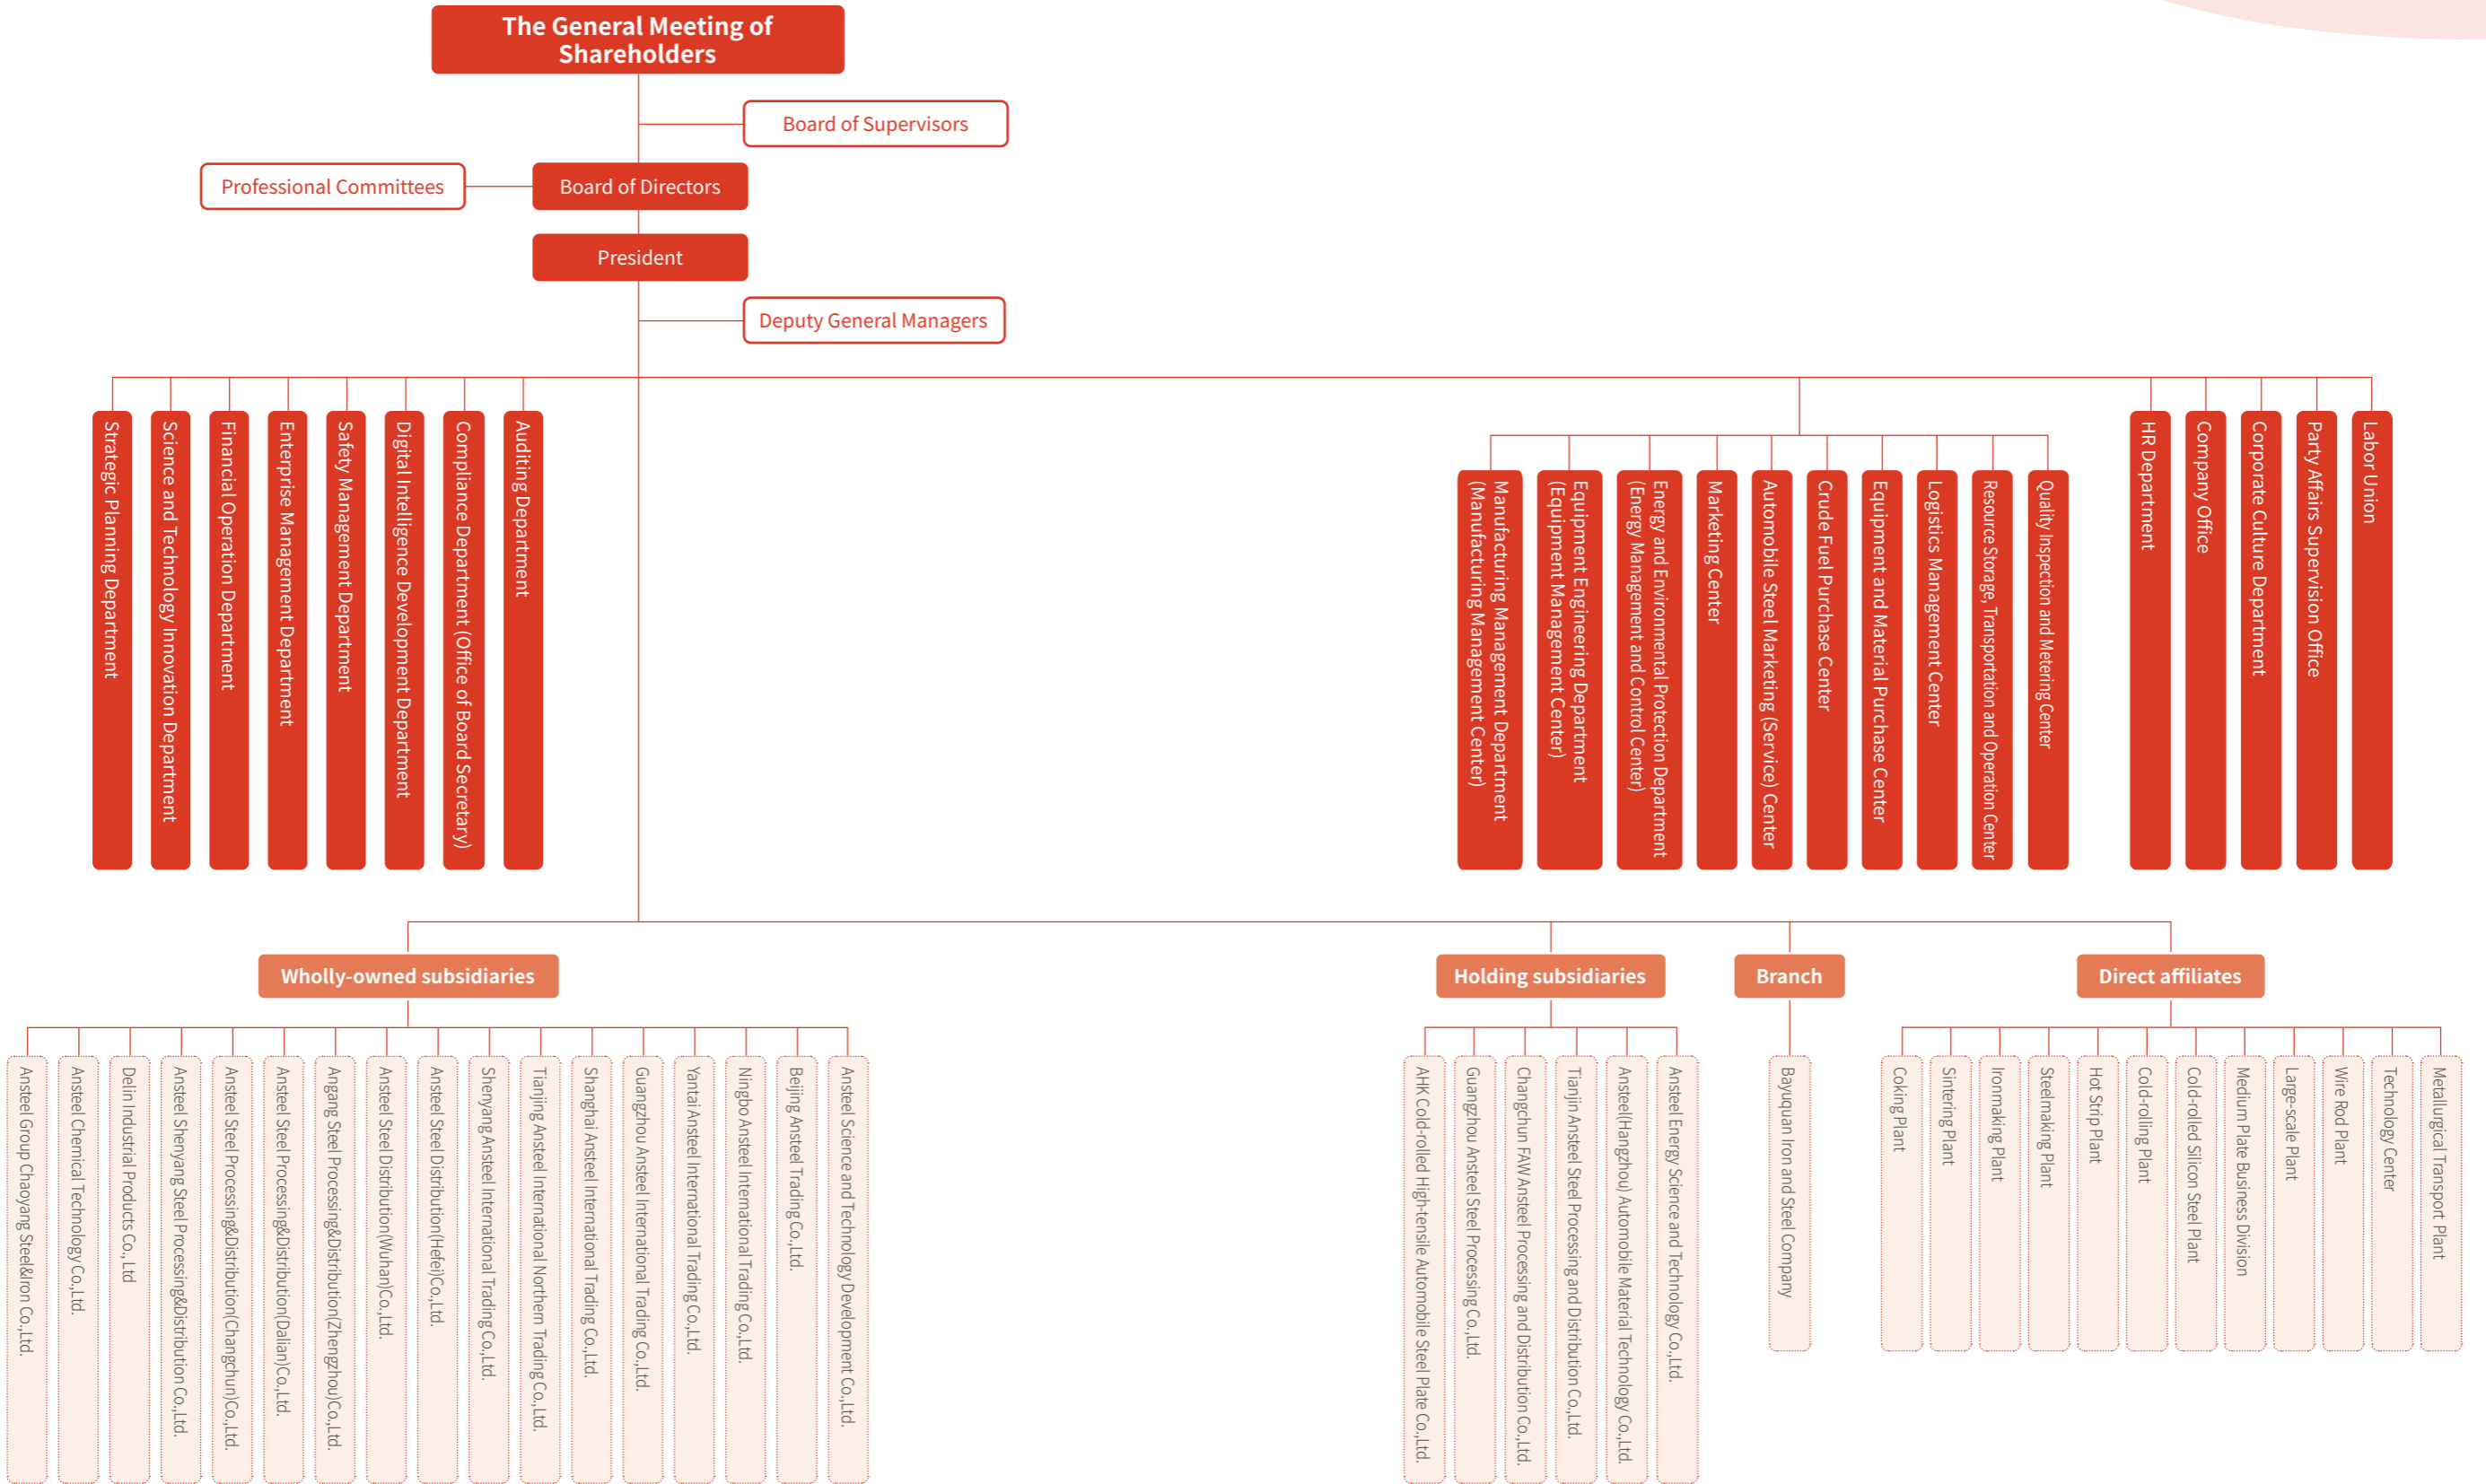 The General Meeting of
Shareholders
Board of Supervisors
Professional Committees
Board of Directors
President
Deputy General Managers
Strategic Planning Department
Science and Technology Innovation Department
Financial Operation Department
Enterprise Management Department
Safety Management Department
Digital Intelligence Development Department
Compliance Department (Office of Board Secretary)
Auditing Department
Manufacturing Management Department
(Manufacturing Management Center)
Equipment Engineering Department
(Equipment Management Center)
Energy and Environmental Protection Department
(Energy Management and Control Center)
Marketing Center
Automobile Steel Marketing (Service) Center
Crude Fuel Purchase Center
Equipment and Material Purchase Center
Logistics Management Center
Resource Storage, Transportation and Operation Center
Quality Inspection and Metering Center
HR Department
Company Office
Corporate Culture Department
Party Affairs Supervision Office
Labor Union
Wholly-owned subsidiaries
Holding subsidiaries
Branch
Direct affiliates
Ansteel Group Chaoyang Steel&Iron Co.,Ltd.
Ansteel Chemical Technology Co.,Ltd.
Delin Industrial Products Co., Ltd
Ansteel Shenyang Steel Processing&Distribution Co.,Ltd.
Ansteel Steel Processing&Distribution(Changchun)Co.,Ltd.
Ansteel Steel Processing&Distribution(Dalian)Co.,Ltd.
Angang Steel Processing&Distribution(Zhengzhou)Co.,Ltd.
Ansteel Steel Distribution(Wuhan)Co.,Ltd.
Ansteel Steel Distribution(Hefei)Co.,Ltd.
Shenyang Ansteel International Trading Co.,Ltd.
Tianjing Ansteel International Northern Trading Co.,Ltd.
Shanghai Ansteel International Trading Co.,Ltd.
Guangzhou Ansteel International Trading Co.,Ltd.
Yantai Ansteel International Trading Co.,Ltd.
Ningbo Ansteel International Trading Co.,Ltd.
Beijing Ansteel Trading Co.,Ltd.
Ansteel Science and Technology Development Co.,Ltd.
AHK Cold-rolled High-tensile Automobile Steel Plate Co.,Ltd.
Guangzhou Ansteel Steel Processing Co.,Ltd.
Changchun FAW Ansteel Processing and Distribution Co.,Ltd.
Tianjin Ansteel Steel Processing and Distribution Co.,Ltd.
Ansteel(Hangzhou) Automobile Material Technology Co.,Ltd.
Ansteel Energy Science and Technology Co.,Ltd.
Bayuquan Iron and Steel Company
Coking Plant
Sintering Plant
Ironmaking Plant
Steelmaking Plant
Hot Strip Plant
Cold-rolling Plant
Cold-rolled Silicon Steel Plant
Medium Plate Business Division
Large-scale Plant
Wire Rod Plant
Technology Center
Metallurgical Transport Plant